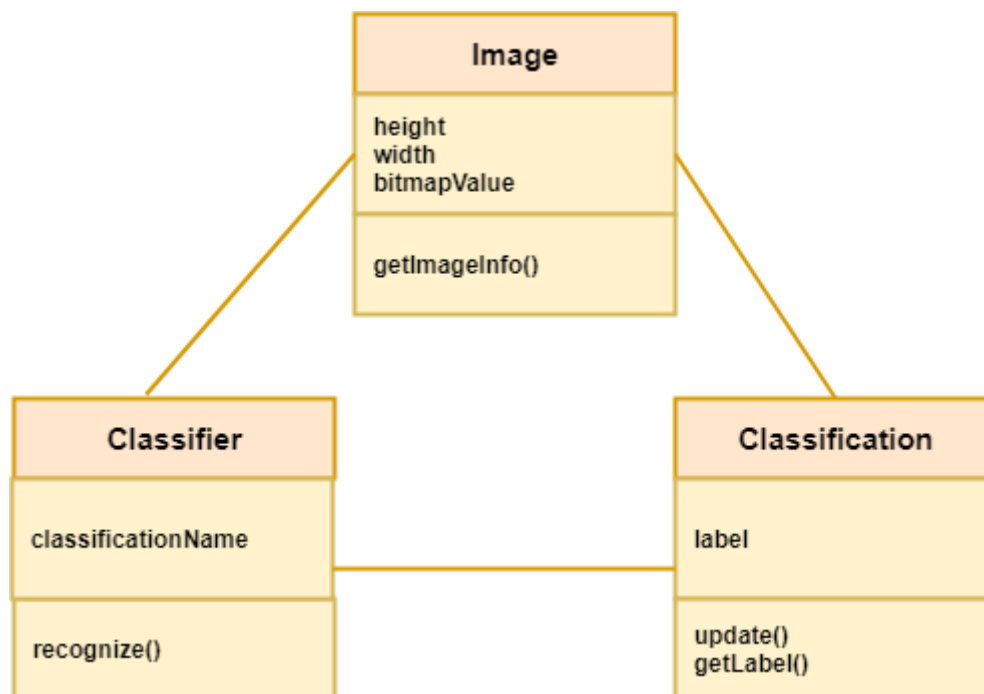 Image
height
width
bitmapValue
getImageInfo()
Classifier
classificationName
recognize()
Classification
label
update()
getLabel()